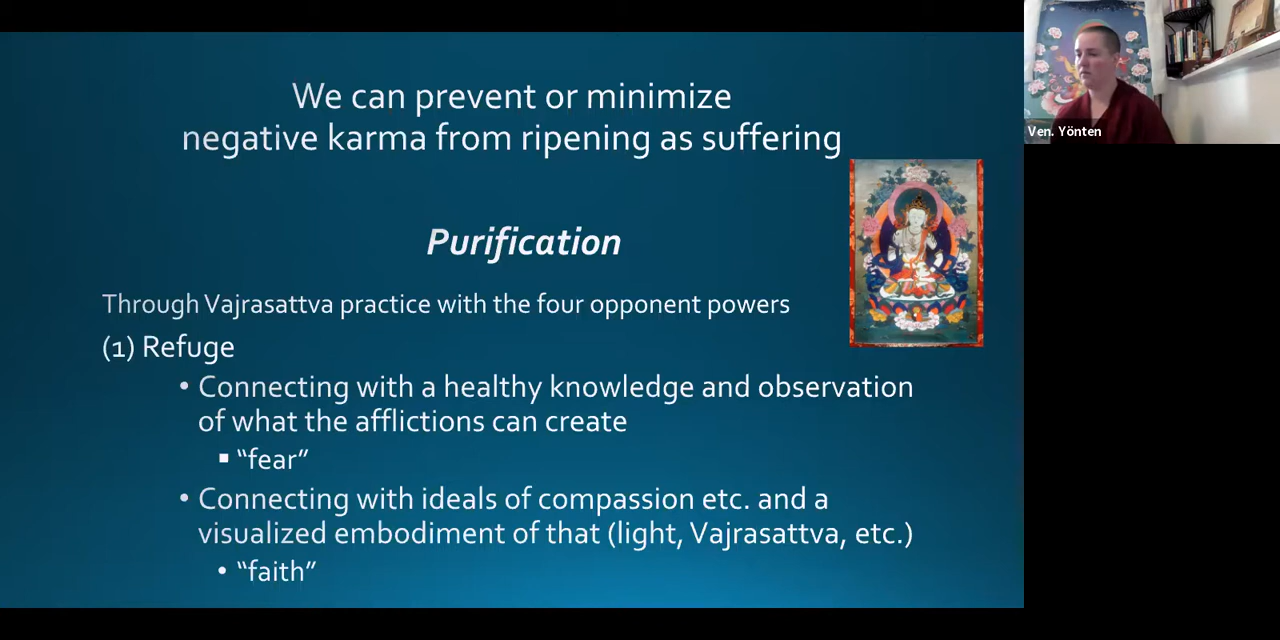 We can prevent or minimize
negative karma from ripening as suffering
Purification
Through Vajrasattva practice with the four opponent powers
(1) Refuge
• Connecting with a healthy knowledge and observation
of what the afflictions can create
▪ “fear”
• Connecting with ideals of compassion etc. and a
visualized embodiment of that (light, Vajrasattva, etc.)
• “faith”
Ven. Yönten